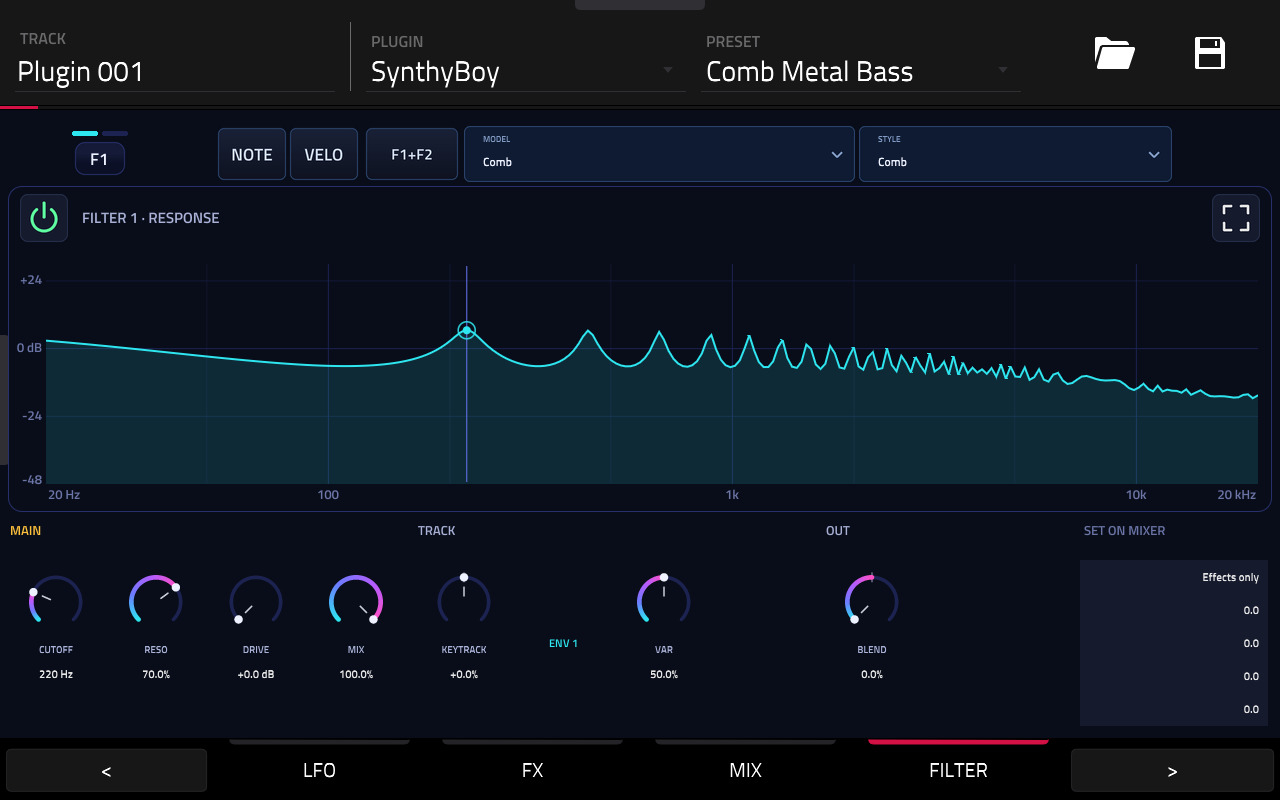 TRACK
Plugin 001
PLUGIN
SynthyBoy
PRESET
Comb Metal Bass
F1
NOTE
VELO
F1+F2
MODEL
Comb
STYLE
Comb
FILTER 1 · RESPONSE
+24
0 dB
-24
-48
20 Hz
100
1k
10k
20 kHz
MAIN
TRACK
OUT
SET ON MIXER
CUTOFF
220 Hz
RESO
70.0%
DRIVE
+0.0 dB
MIX
100.0%
KEYTRACK
+0.0%
ENV 1
VAR
50.0%
BLEND
0.0%
Effects only
0.0
0.0
0.0
0.0
<
LFO
FX
MIX
FILTER
>